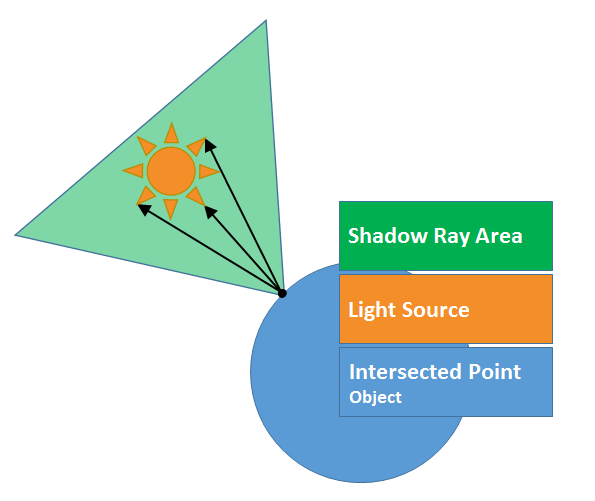 Shadow Ray Area
Light Source
Intersected Point
Object